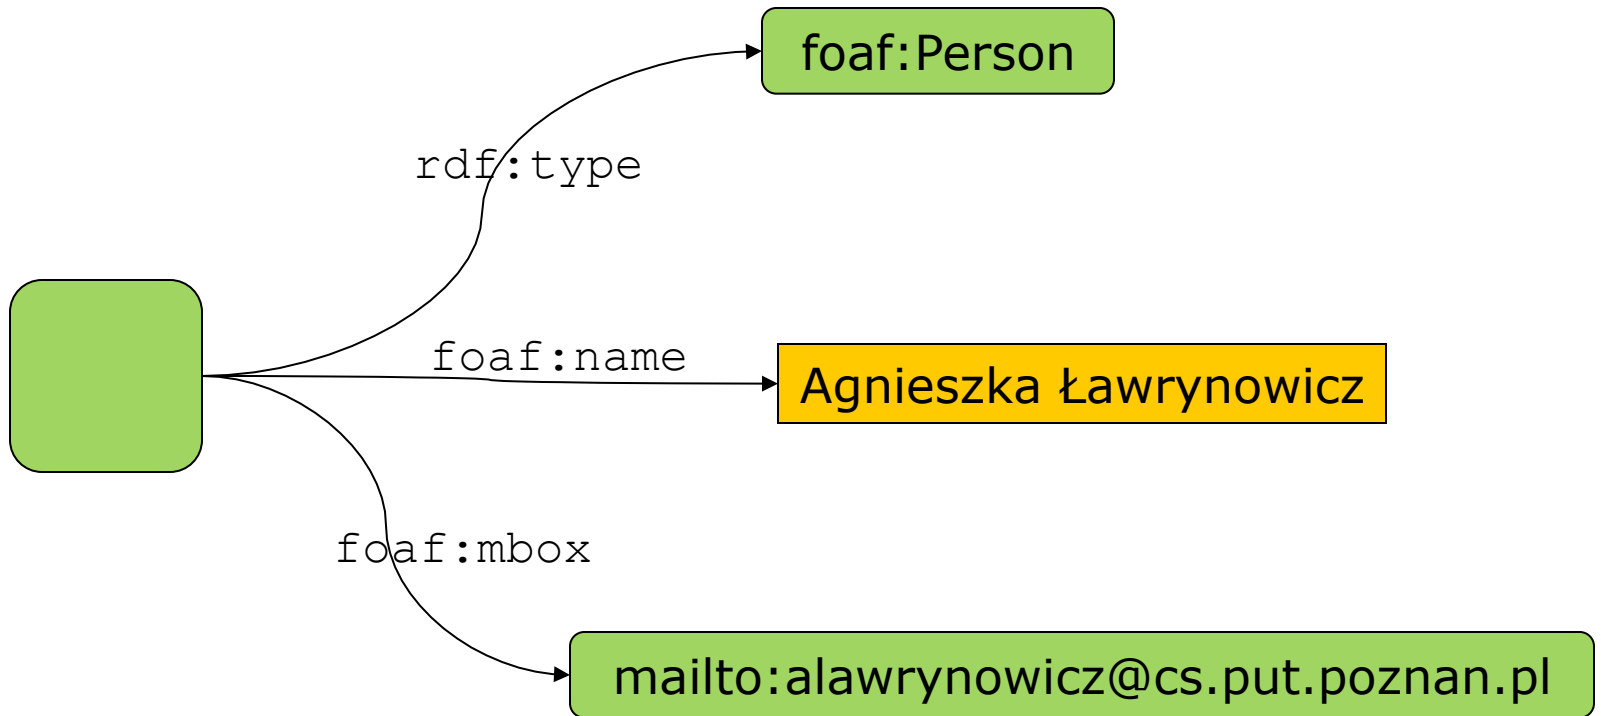 foaf:Person
rdf:type
foaf:name
Agnieszka Ławrynowicz
foaf:mbox
mailto:alawrynowicz@cs.put.poznan.pl